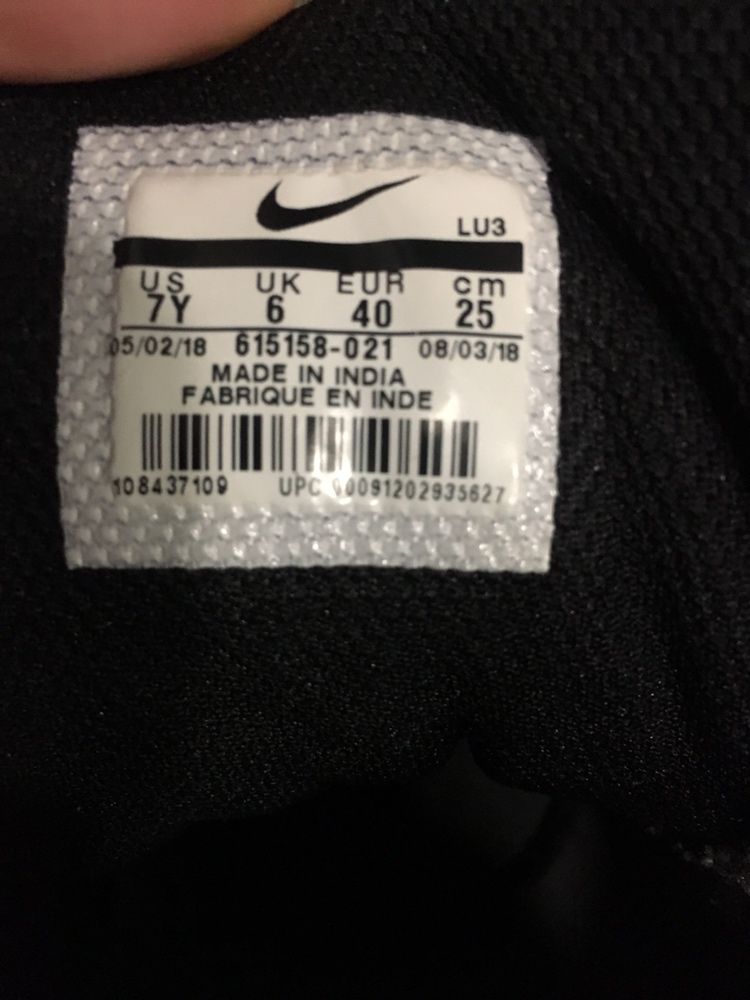 LU3
US UK EUR cm
7Y 6 40 25
05/02/18 615158-021 08/03/18
MADE IN INDIA
FABRIQUE EN INDE
108437109 UPC 00091202935627